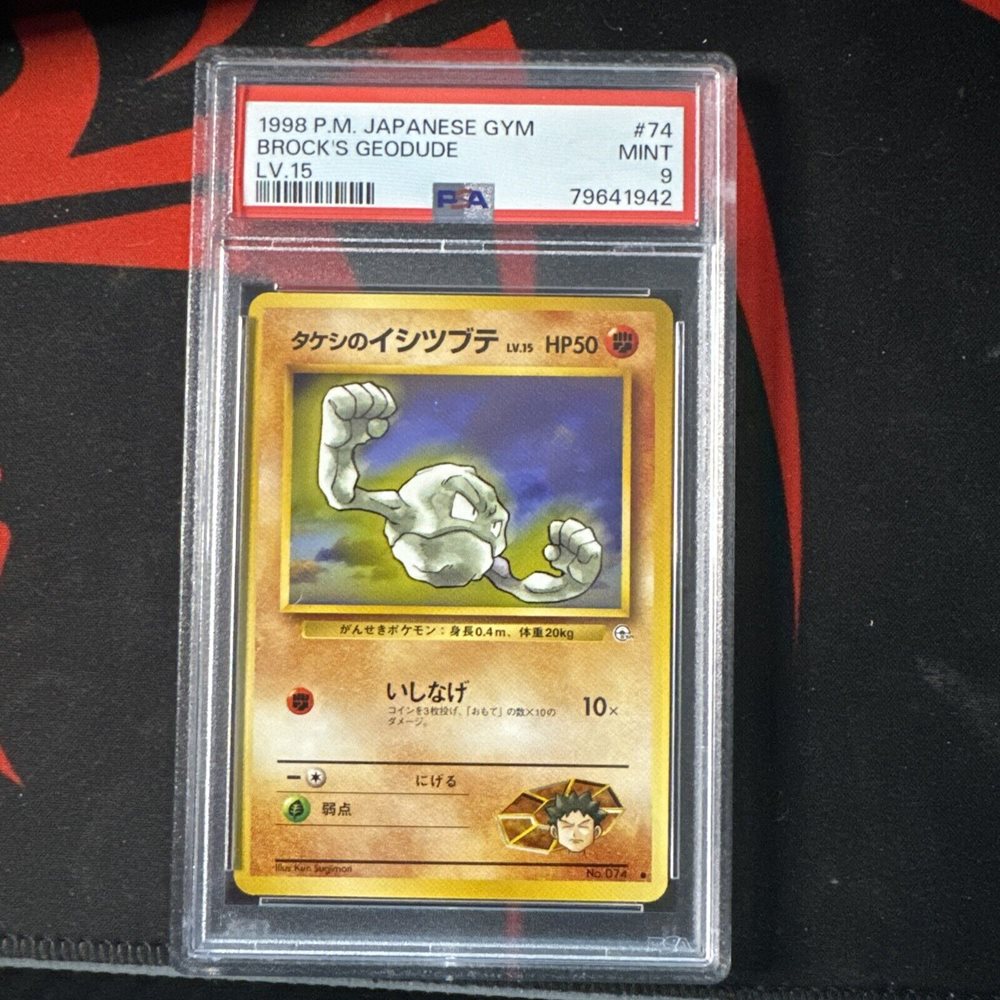 1998 P.M. JAPANESE GYM #74
BROCK'S GEODUDE MINT
LV.15 9
PSA 79641942
タケシのイシツブテ LV.15 HP50
がんせきポケモン：身長0.4m、体重20kg
いしなげ 10×
コインを3枚投げ、「おもて」の数×10の
ダメージ。
にげる
弱点
Illus. Ken Sugimori No.074